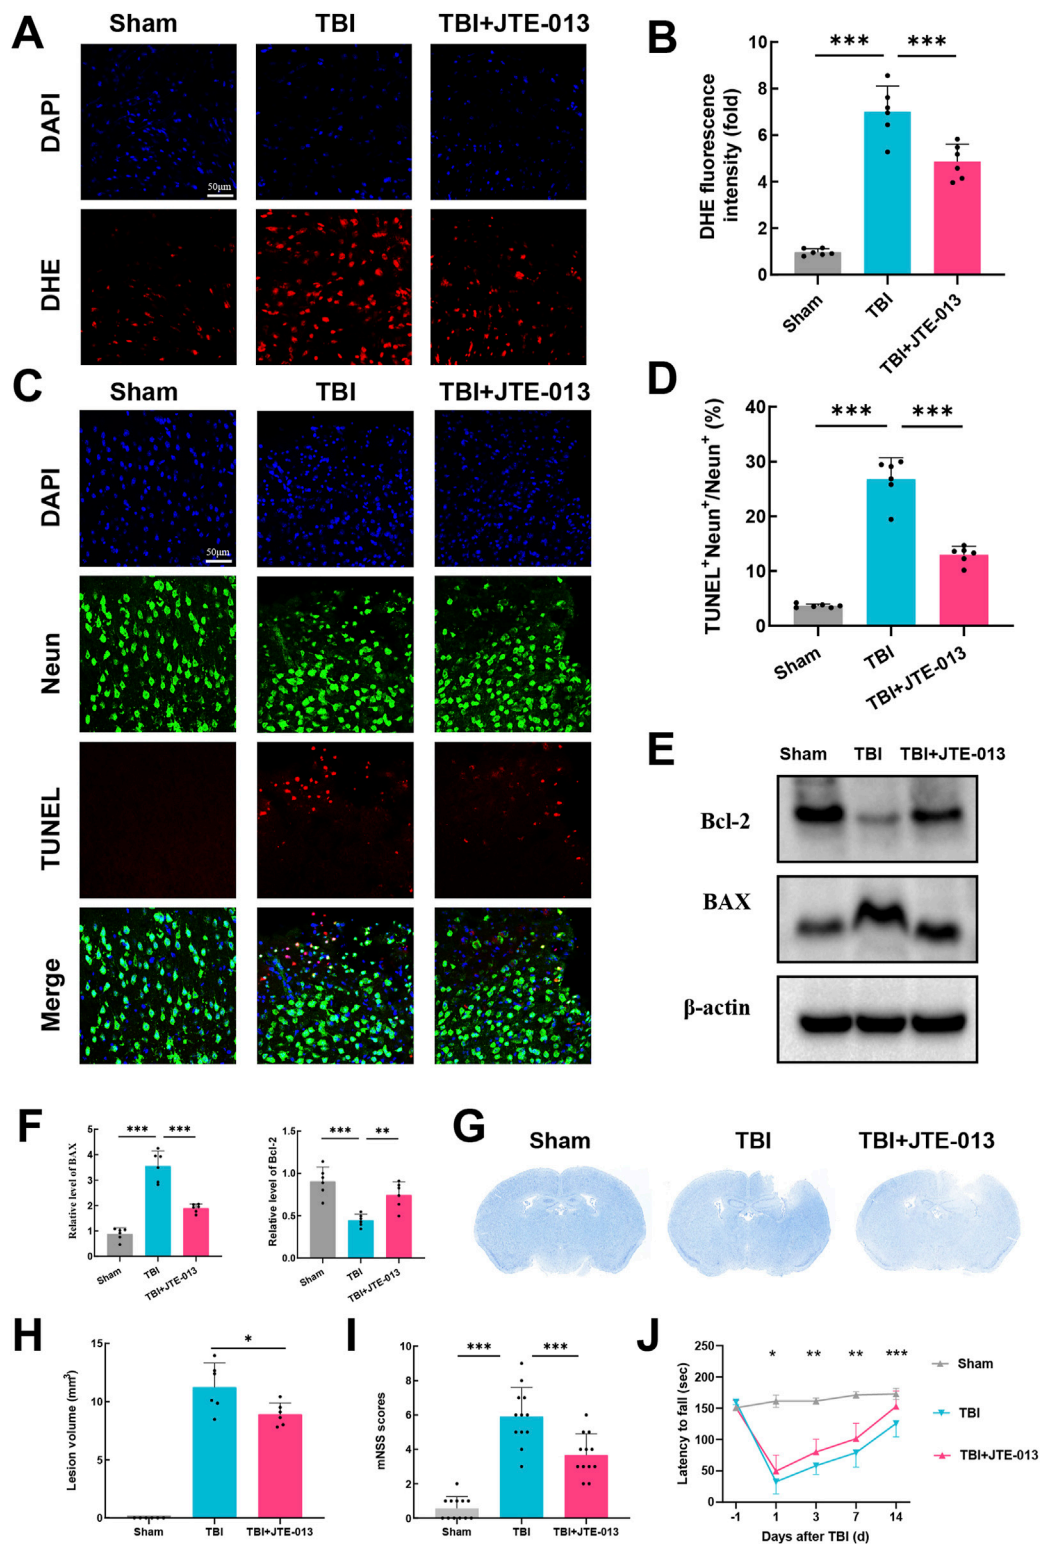 A
Sham TBI TBI+JTE-013
DAPI
50μm
DHE
B
DHE fluorescence
intensity (fold)
10
8
6
4
2
0
*** ***
Sham TBI TBI+JTE-013
C
Sham TBI TBI+JTE-013
DAPI
50μm
Neun
TUNEL
Merge
D
TUNEL+Neun+/Neun+ (%)
40
30
20
10
0
*** ***
Sham TBI TBI+JTE-013
E
Sham TBI TBI+JTE-013
Bcl-2
BAX
β-actin
F
Relative level of BAX
5
4
3
2
1
0
*** ***
Sham TBI TBI+JTE-013
Relative level of Bcl-2
1.5
1.0
0.5
0.0
*** **
Sham TBI TBI+JTE-013
G
Sham TBI TBI+JTE-013
H
Lesion volume (mm3)
15
10
5
0
*
Sham TBI TBI+JTE-013
I
mNSS scores
10
8
6
4
2
0
*** ***
Sham TBI TBI+JTE-013
J
Latency to fall (sec)
250
200
150
100
50
0
* ** ** ***
-1 1 3 7 14
Days after TBI (d)
Sham
TBI
TBI+JTE-013